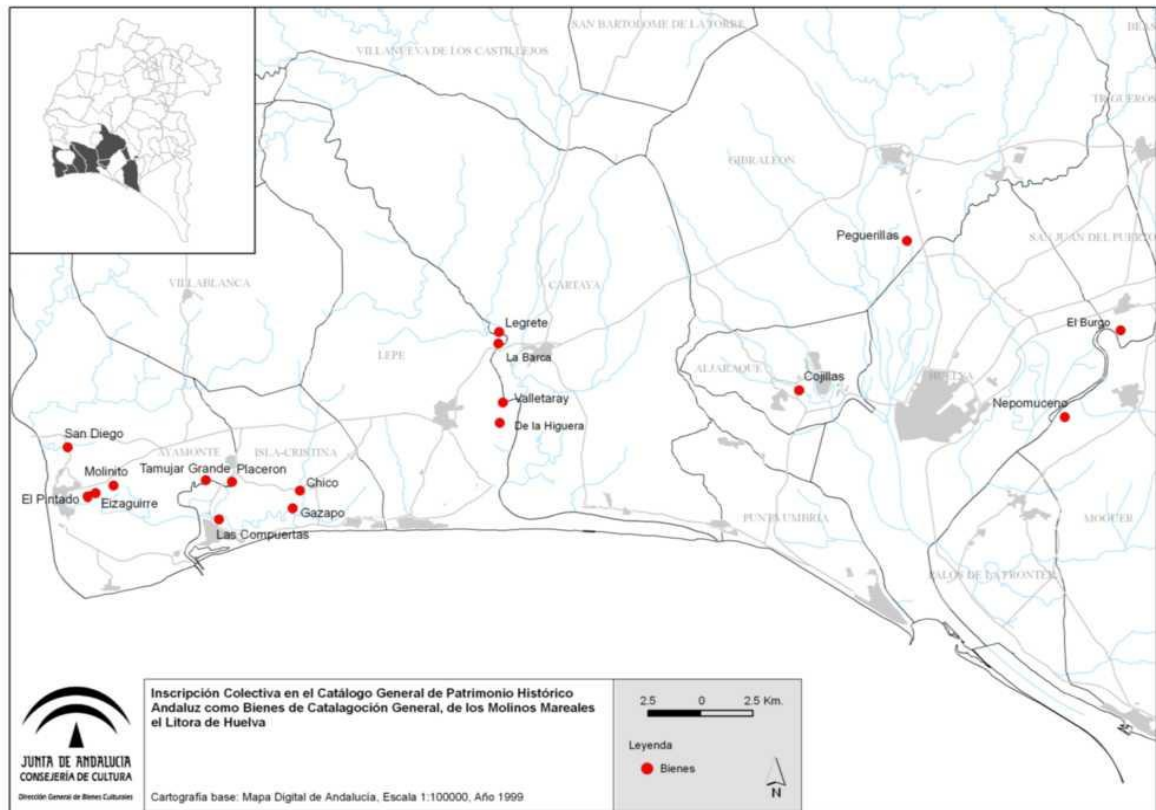 SAN BARTOLOME DE LA TORRE
BEAS
VILLANUEVA DE LOS CASTILLEJOS
TRIGUEROS
GIBRALEON
Peguerillas
SAN JUAN DEL PUERTO
VILLABLANCA
CARTAYA
Legrete
El Burgo
La Barca
LEPE
ALJARAQUE
Cojillas
HUELVA
Valletaray
Nepomuceno
De la Higuera
San Diego
AYAMONTE
ISLA-CRISTINA
Molinito
Tamujar Grande
Placeron
Chico
El Pintado
Eizaguirre
Gazapo
Las Compuertas
PUNTA UMBRIA
MOGUER
PALOS DE LA FRONTER
JUNTA DE ANDALUCIA
CONSEJERÍA DE CULTURA
Dirección General de Bienes Culturales
Inscripción Colectiva en el Catálogo General de Patrimonio Histórico
Andaluz como Bienes de Catalagoción General, de los Molinos Mareales
el Litora de Huelva
Cartografía base: Mapa Digital de Andalucía, Escala 1:100000, Año 1999
2.5 0 2.5 Km.
Leyenda
Bienes
N